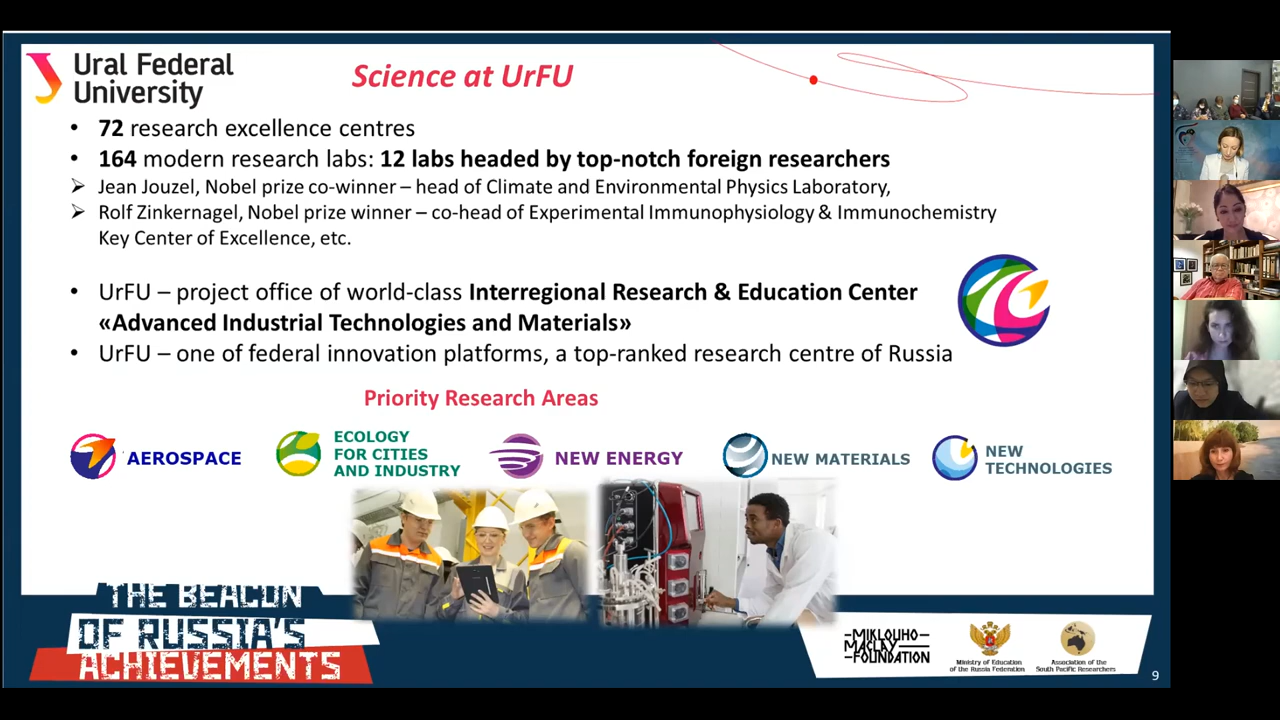 Ural Federal
University
Science at UrFU
• 72 research excellence centres
• 164 modern research labs: 12 labs headed by top-notch foreign researchers
➢ Jean Jouzel, Nobel prize co-winner – head of Climate and Environmental Physics Laboratory,
➢ Rolf Zinkernagel, Nobel prize winner – co-head of Experimental Immunophysiology & Immunochemistry
Key Center of Excellence, etc.
• UrFU – project office of world-class Interregional Research & Education Center
«Advanced Industrial Technologies and Materials»
• UrFU – one of federal innovation platforms, a top-ranked research centre of Russia
Priority Research Areas
AEROSPACE
ECOLOGY
FOR CITIES
AND INDUSTRY
NEW ENERGY
NEW MATERIALS
NEW
TECHNOLOGIES
THE BEACON
OF RUSSIA'S
ACHIEVEMENTS
MIKLOUHO
MACLAY
FOUNDATION
Ministry of Education
of the Russia Federation
Association of the
South Pacific Researchers
9